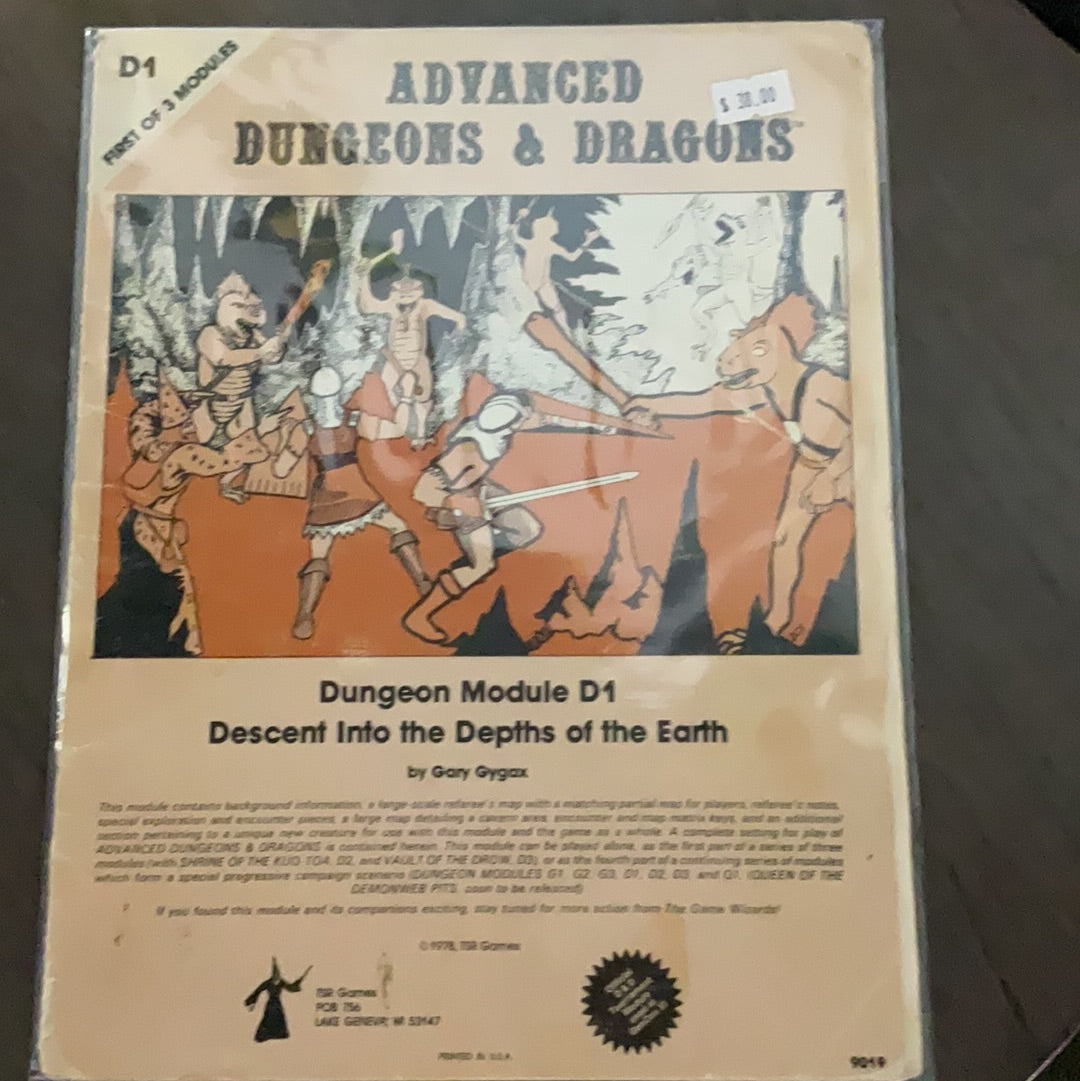 D1
FIRST OF 3 MODULES
ADVANCED
$ 38.00
DUNGEONS & DRAGONS™
Dungeon Module D1
Descent Into the Depths of the Earth
by Gary Gygax
This module contains background information, a large-scale referee's map with a matching partial map for players, referee's notes,
special exploration and encounter pieces, a large map detailing a cavern area, encounter and map matrix keys, and an additional
section pertaining to a unique new creature for use with this module and the game as a whole. A complete setting for play of
ADVANCED DUNGEONS & DRAGONS is contained herein. This module can be played alone, as the first part of a series of three
modules (with SHRINE OF THE KUO-TOA, D2, and VAULT OF THE DROW, D3), or as the fourth part of a continuing series of modules
which form a special progressive campaign scenario (DUNGEON MODULES G1, G2, G3, D1, D2, D3, and Q1, (QUEEN OF THE
DEMONWEB PITS, soon to be released)
If you found this module and its companions exciting, stay tuned for more action from The Game Wizards!
© 1978, TSR Games
TSR Games
POB 756
LAKE GENEVA, WI 53147
PRINTED IN U.S.A.
9019